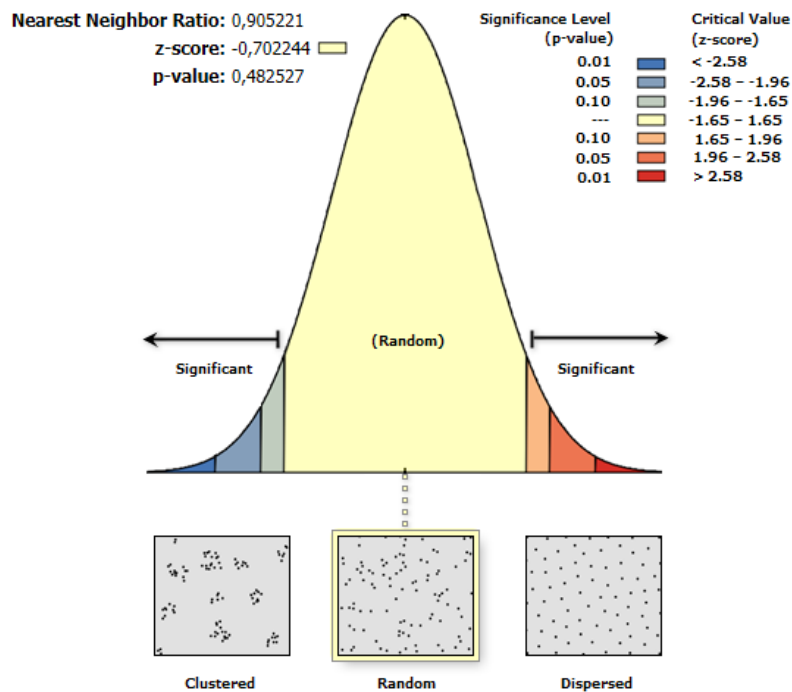 Nearest Neighbor Ratio: 0,905221
z-score: -0,702244
p-value: 0,482527
Significance Level (p-value)
Critical Value (z-score)
0.01 < -2.58
0.05 -2.58 – -1.96
0.10 -1.96 – -1.65
--- -1.65 – 1.65
0.10 1.65 – 1.96
0.05 1.96 – 2.58
0.01 > 2.58
(Random)
Significant
Significant
Clustered
Random
Dispersed